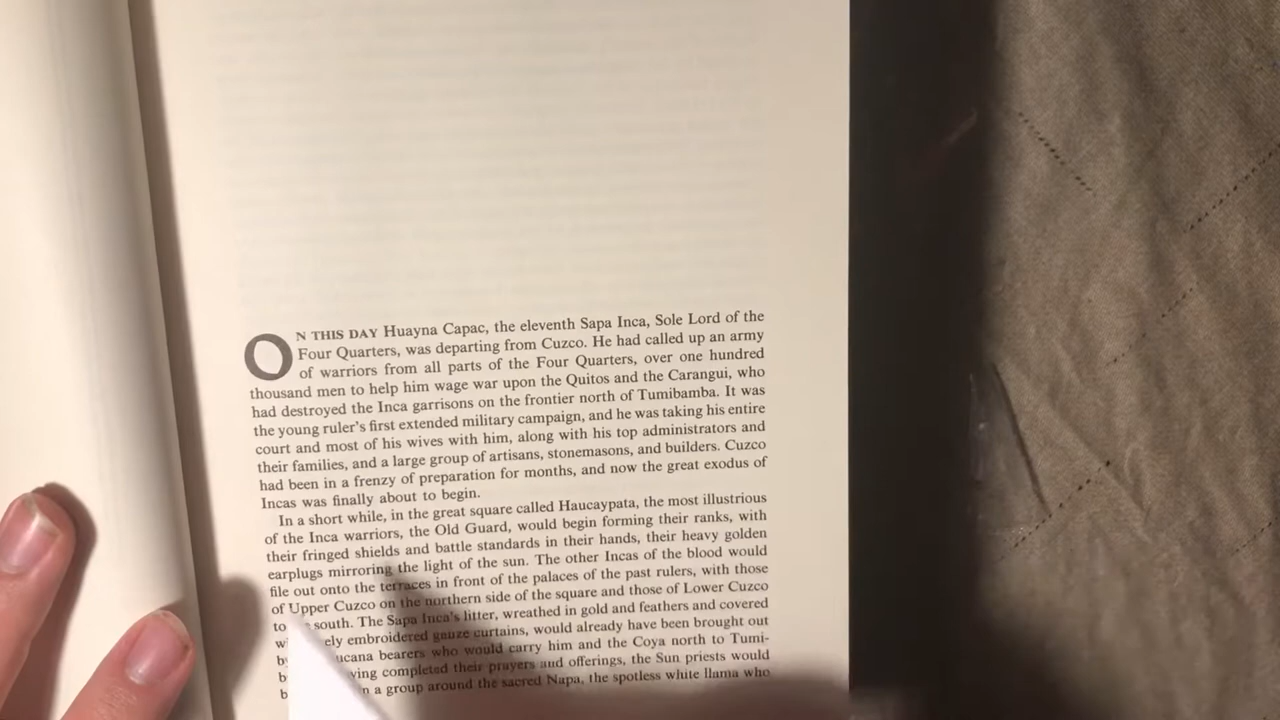 ON THIS DAY Huayna Capac, the eleventh Sapa Inca, Sole Lord of the
Four Quarters, was departing from Cuzco. He had called up an army
of warriors from all parts of the Four Quarters, over one hundred
thousand men to help him wage war upon the Quitos and the Carangui, who
had destroyed the Inca garrisons on the frontier north of Tumibamba. It was
the young ruler's first extended military campaign, and he was taking his entire
court and most of his wives with him, along with his top administrators and
their families, and a large group of artisans, stonemasons, and builders. Cuzco
had been in a frenzy of preparation for months, and now the great exodus of
Incas was finally about to begin.
In a short while, in the great square called Haucaypata, the most illustrious
of the Inca warriors, the Old Guard, would begin forming their ranks, with
their fringed shields and battle standards in their hands, their heavy golden
earplugs mirroring the light of the sun. The other Incas of the blood would
file out onto the terraces in front of the palaces of the past rulers, with those
of Upper Cuzco on the northern side of the square and those of Lower Cuzco
to south. The Sapa Inca's litter, wreathed in gold and feathers and covered
embroidered gauze curtains, would already have been brought out
bearers who would carry him and the Coya north to Tumi-
completed their prayers and offerings, the Sun priests would
a group around the sacred Napa, the spotless white llama who